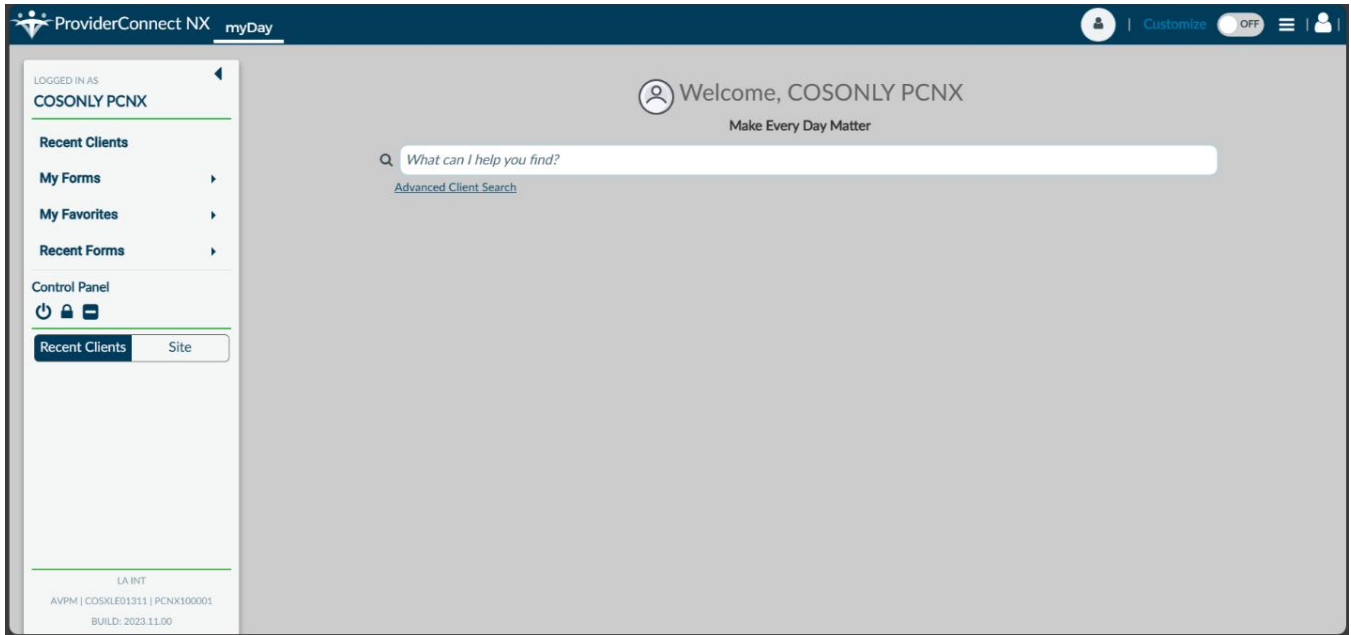 ProviderConnect NX myDay | Customize OFF | |
LOGGED IN AS
COSONLY PCNX
Recent Clients
My Forms
My Favorites
Recent Forms
Control Panel
Recent Clients Site
LA INT
AVPM | COSXLE01311 | PCNX100001
BUILD: 2023.11.00
Welcome, COSONLY PCNX
Make Every Day Matter
What can I help you find?
Advanced Client Search